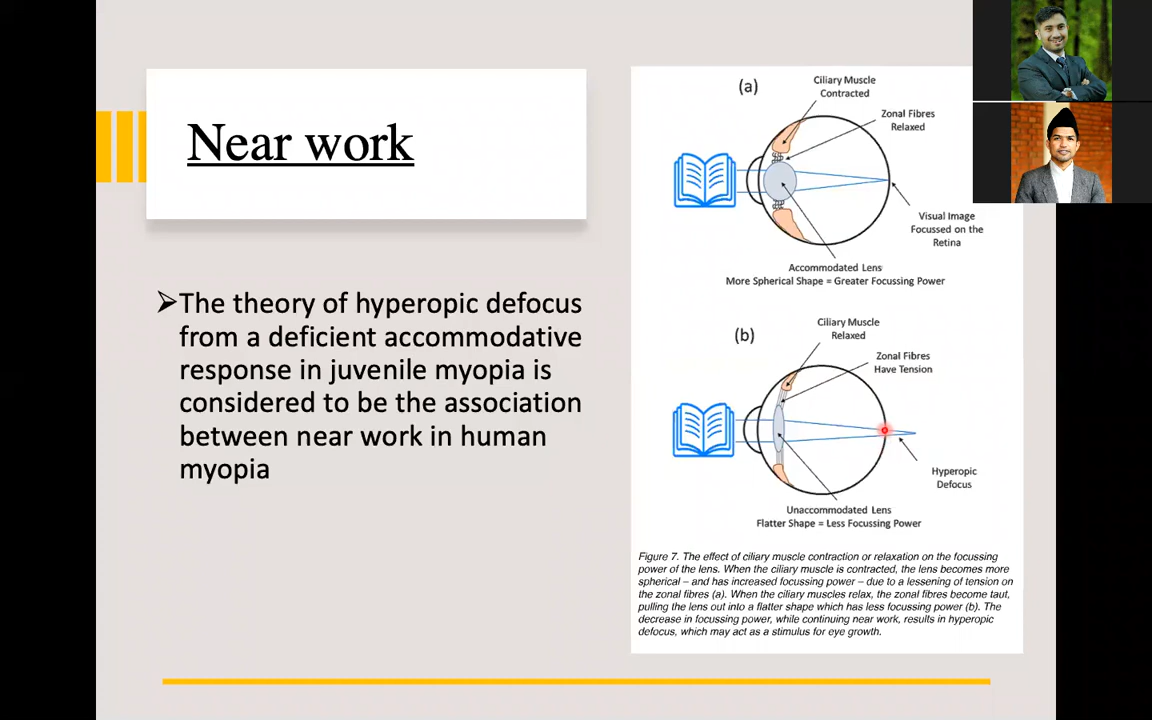 Near work
➢The theory of hyperopic defocus
from a deficient accommodative
response in juvenile myopia is
considered to be the association
between near work in human
myopia
(a)
Ciliary Muscle
Contracted
Zonal Fibres
Relaxed
Visual Image
Focussed on the
Retina
Accommodated Lens
More Spherical Shape = Greater Focussing Power
(b)
Ciliary Muscle
Relaxed
Zonal Fibres
Have Tension
Hyperopic
Defocus
Unaccommodated Lens
Flatter Shape = Less Focussing Power
Figure 7. The effect of ciliary muscle contraction or relaxation on the focussing
power of the lens. When the ciliary muscle is contracted, the lens becomes more
spherical – and has increased focussing power – due to a lessening of tension on
the zonal fibres (a). When the ciliary muscles relax, the zonal fibres become taut,
pulling the lens out into a flatter shape which has less focussing power (b). The
decrease in focussing power, while continuing near work, results in hyperopic
defocus, which may act as a stimulus for eye growth.